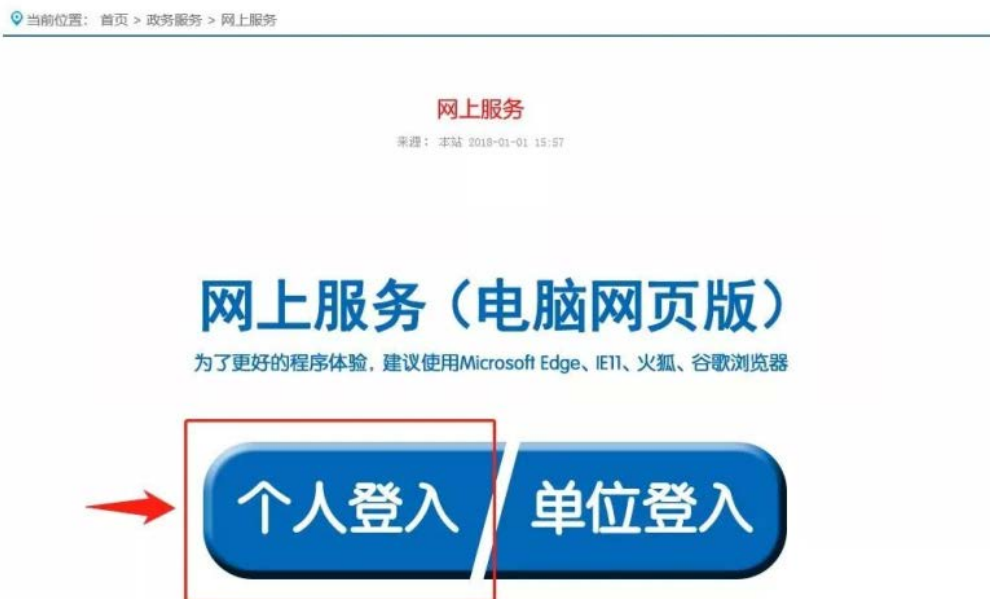 当前位置: 首页 > 政务服务 > 网上服务
网上服务
来源: 本站 2018-01-01 15:57
网上服务（电脑网页版）
为了更好的程序体验, 建议使用Microsoft Edge、IE11、火狐、谷歌浏览器
个人登入 单位登入